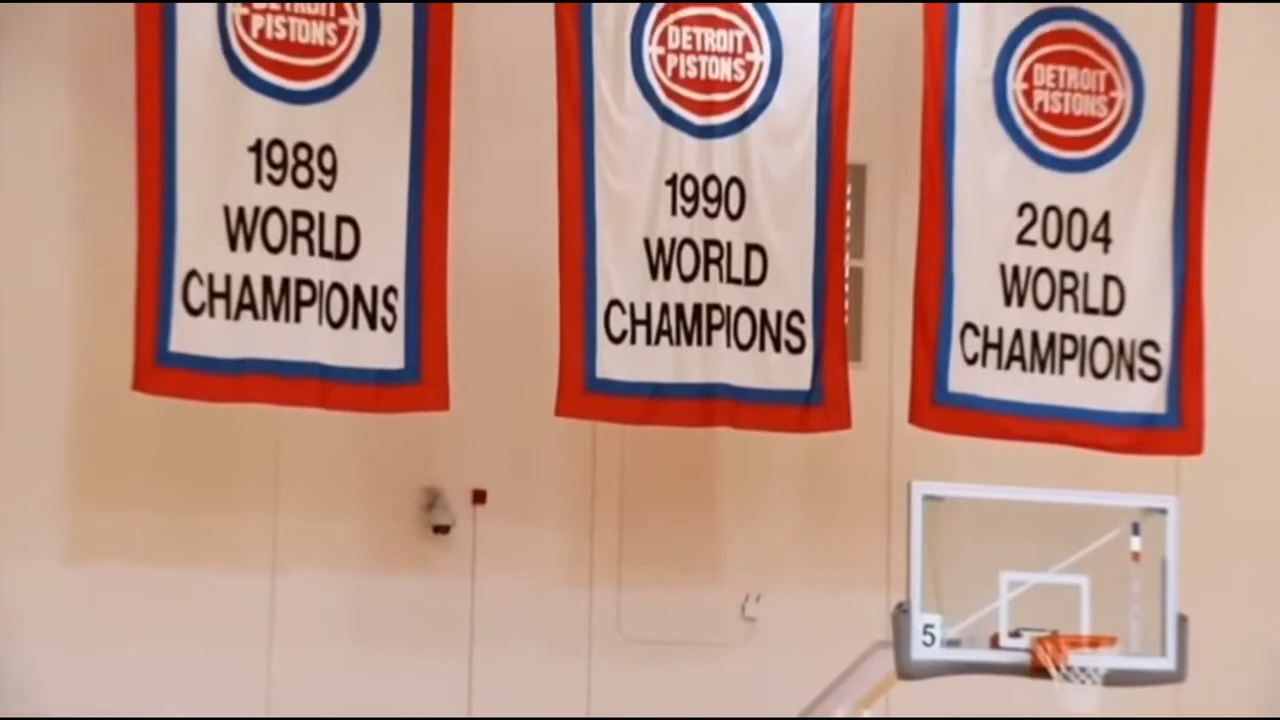 DETROIT
PISTONS
1989
WORLD
CHAMPIONS
DETROIT
PISTONS
1990
WORLD
CHAMPIONS
DETROIT
PISTONS
2004
WORLD
CHAMPIONS
5